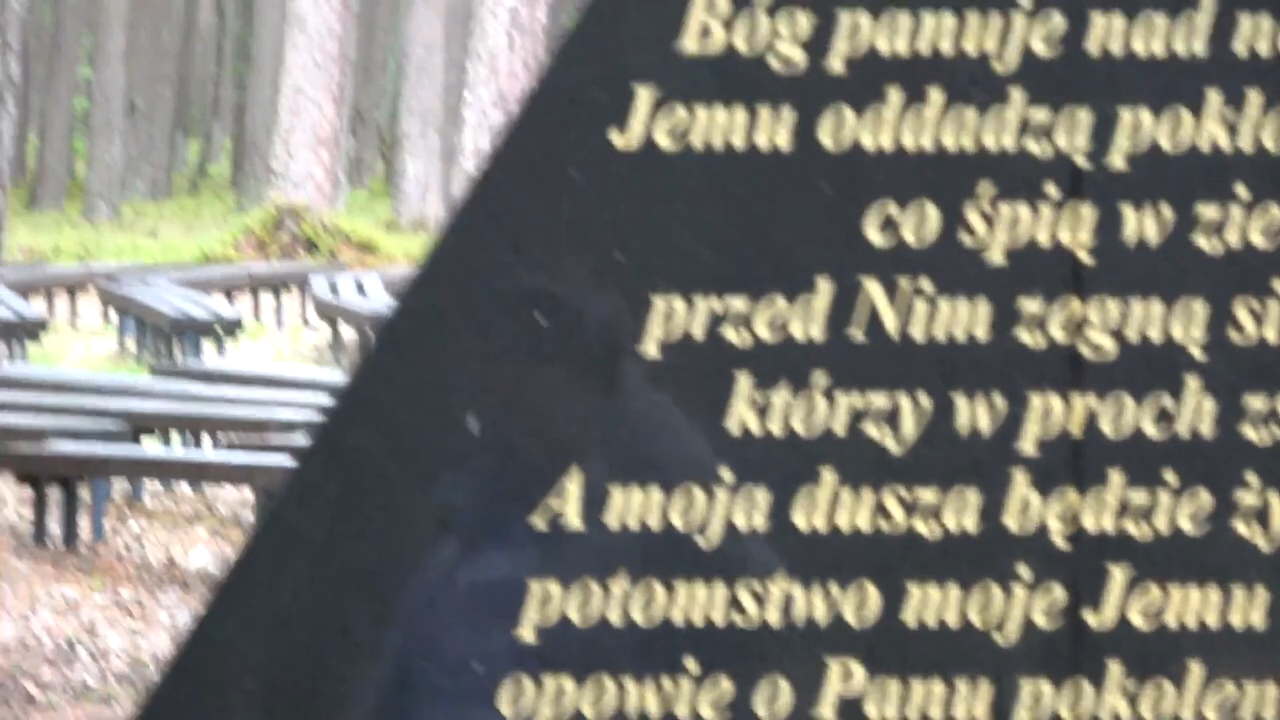 Bóg panuje nad
Jemu oddadzą
co śpią w
przed Nim zegną
którzy w proch
A moja dusza będzie
potomstwo moje Jemu
opowie o Panu